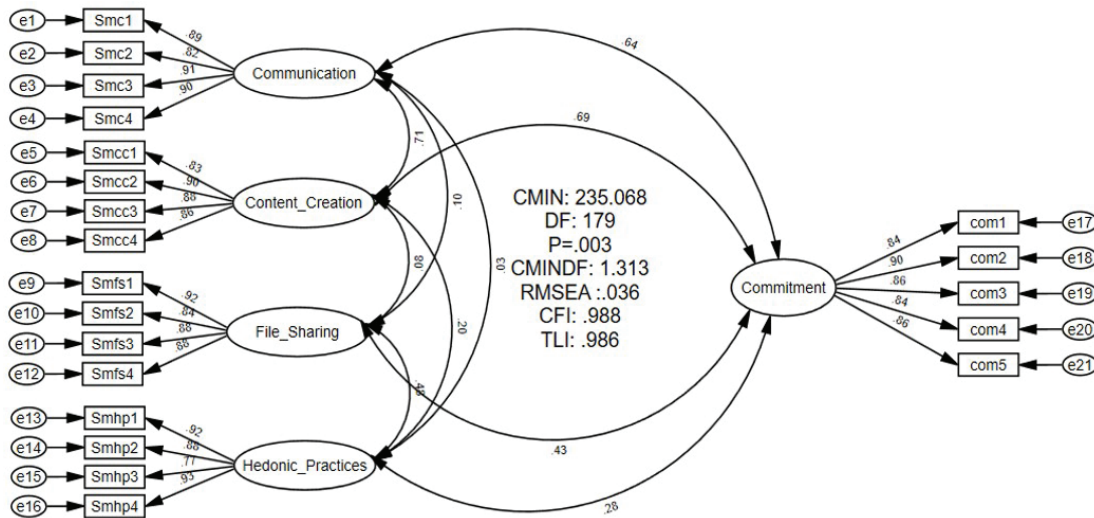 e1
Smc1
.89
e2
Smc2
.82
e3
Smc3
.91
e4
Smc4
.90
Communication
e5
Smcc1
.83
e6
Smcc2
.90
e7
Smcc3
.88
e8
Smcc4
.86
Content_Creation
e9
Smfs1
.92
e10
Smfs2
.84
e11
Smfs3
.88
e12
Smfs4
.88
File_Sharing
e13
Smhp1
.92
e14
Smhp2
.88
e15
Smhp3
.77
e16
Smhp4
.93
Hedonic_Practices
.71
.10
.03
.08
.20
.64
.69
.43
.28
CMIN: 235.068
DF: 179
P=.003
CMINDF: 1.313
RMSEA :.036
CFI: .988
TLI: .986
Commitment
.84
com1
e17
.90
com2
e18
.86
com3
e19
.84
com4
e20
.86
com5
e21